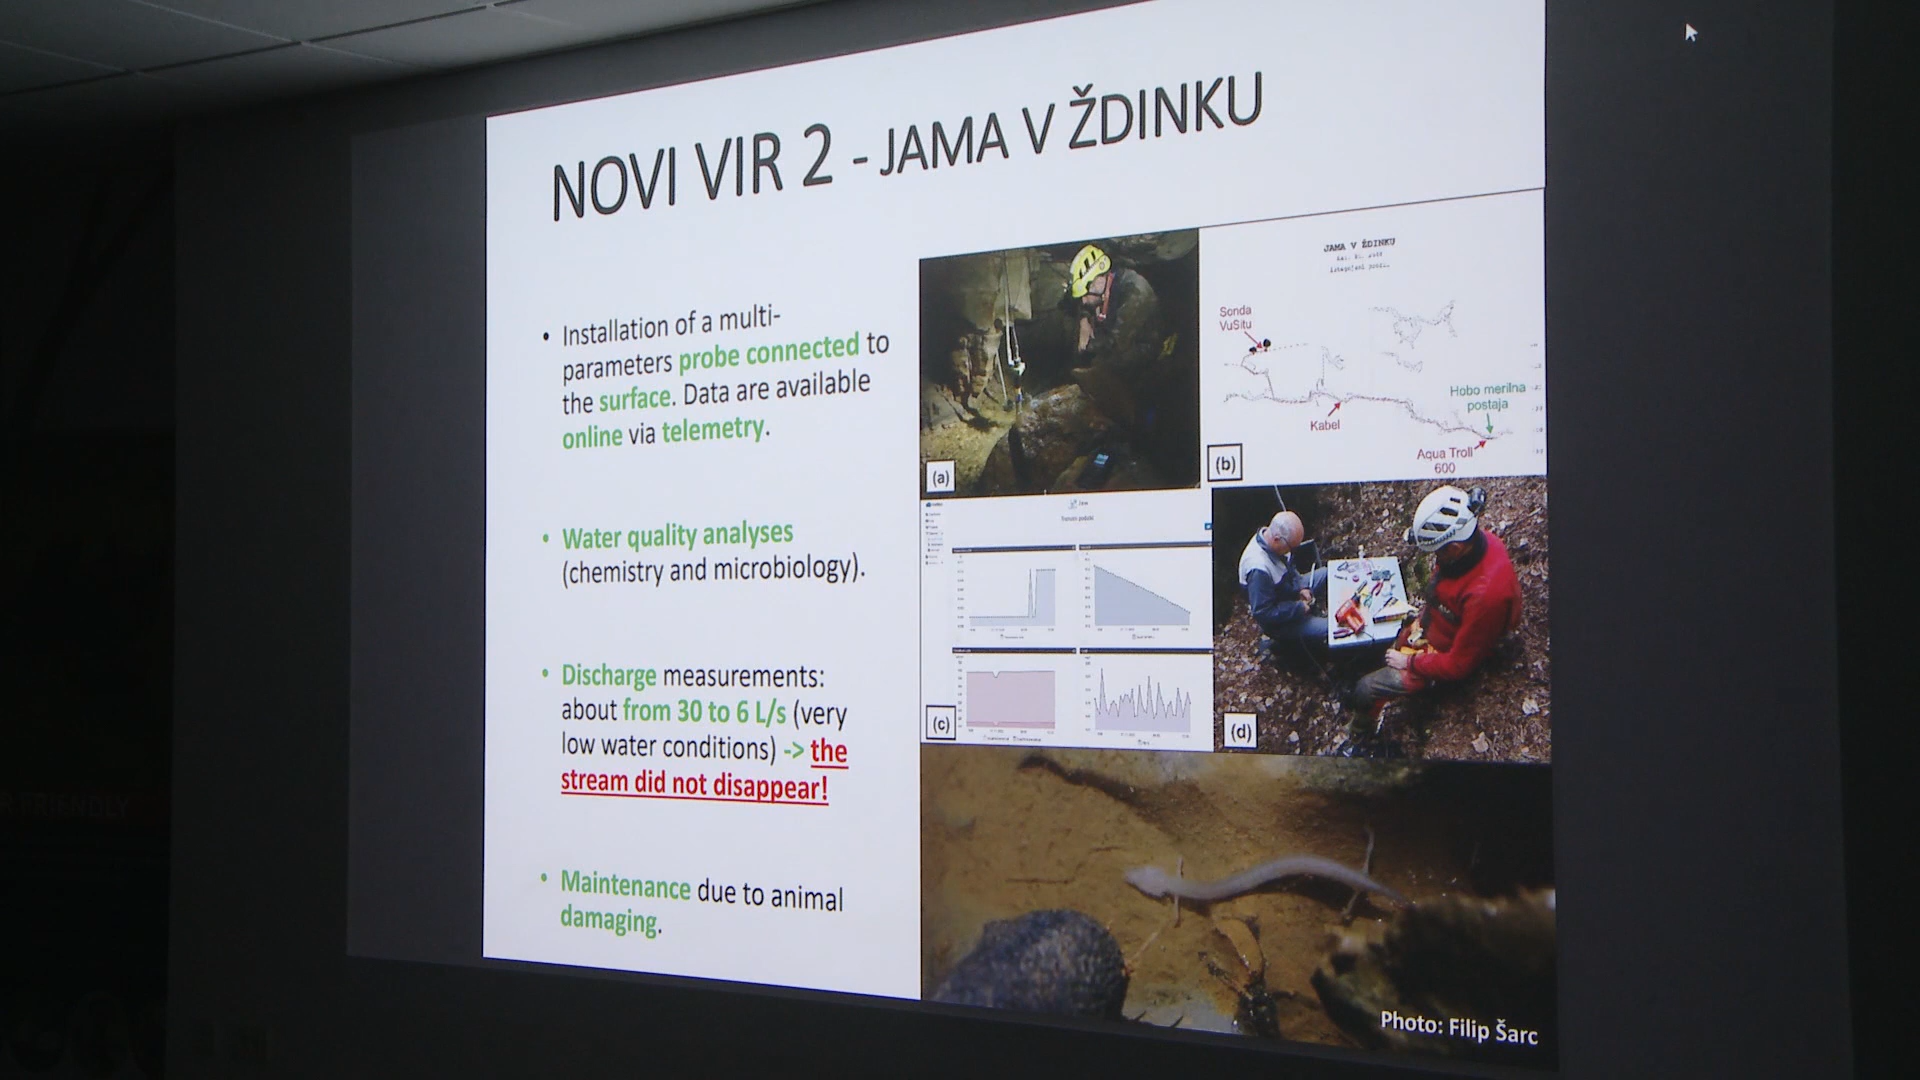 NOVI VIR 2 - JAMA V ŽDINKU
• Installation of a multi-
parameters probe connected to
the surface. Data are available
online via telemetry.
• Water quality analyses
(chemistry and microbiology).
• Discharge measurements:
about from 30 to 6 L/s (very
low water conditions) -> the
stream did not disappear!
• Maintenance due to animal
damaging.
(a)
JAMA V ŽDINKU
Sonda
VuSitu
Kabel
Hobo merilna
postaja
Aqua Troll
600
(b)
(c)
(d)
Photo: Filip Šarc
R FRIENDLY